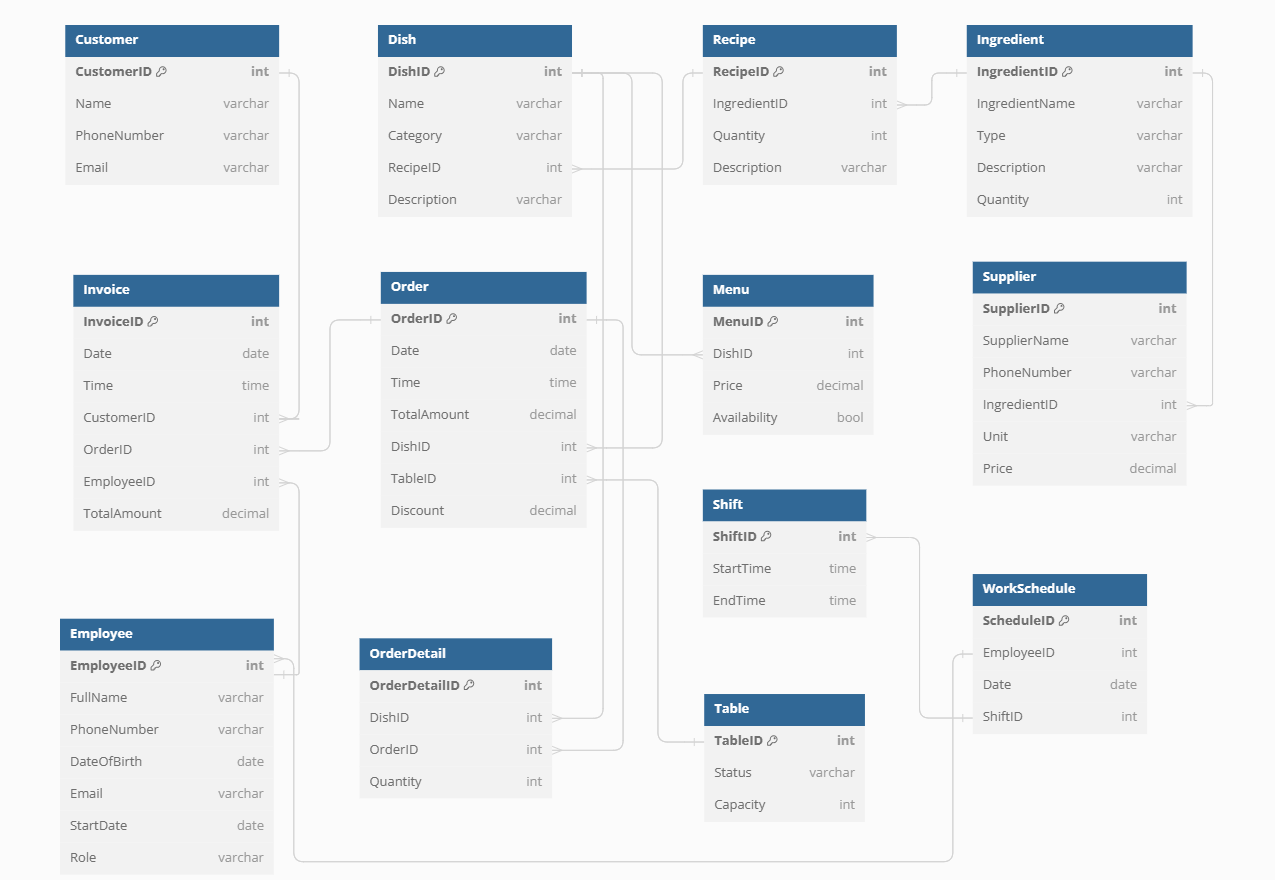 Customer
CustomerID int
Name varchar
PhoneNumber varchar
Email varchar
Dish
DishID int
Name varchar
Category varchar
RecipeID int
Description varchar
Recipe
RecipeID int
IngredientID int
Quantity int
Description varchar
Ingredient
IngredientID int
IngredientName varchar
Type varchar
Description varchar
Quantity int
Invoice
InvoiceID int
Date date
Time time
CustomerID int
OrderID int
EmployeeID int
TotalAmount decimal
Order
OrderID int
Date date
Time time
TotalAmount decimal
DishID int
TableID int
Discount decimal
Menu
MenuID int
DishID int
Price decimal
Availability bool
Supplier
SupplierID int
SupplierName varchar
PhoneNumber varchar
IngredientID int
Unit varchar
Price decimal
Shift
ShiftID int
StartTime time
EndTime time
WorkSchedule
ScheduleID int
EmployeeID int
Date date
ShiftID int
Employee
EmployeeID int
FullName varchar
PhoneNumber varchar
DateOfBirth date
Email varchar
StartDate date
Role varchar
OrderDetail
OrderDetailID int
DishID int
OrderID int
Quantity int
Table
TableID int
Status varchar
Capacity int